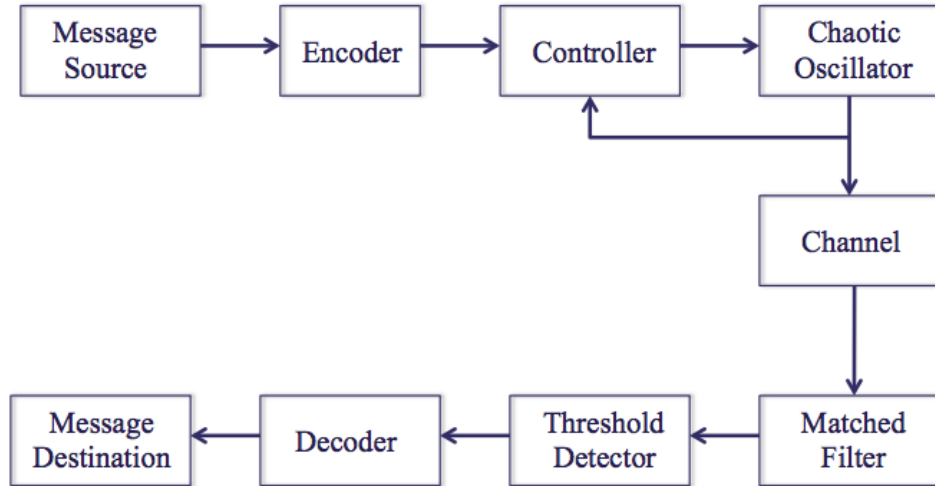 Message
Source
Encoder
Controller
Chaotic
Oscillator
Channel
Message
Destination
Decoder
Threshold
Detector
Matched
Filter